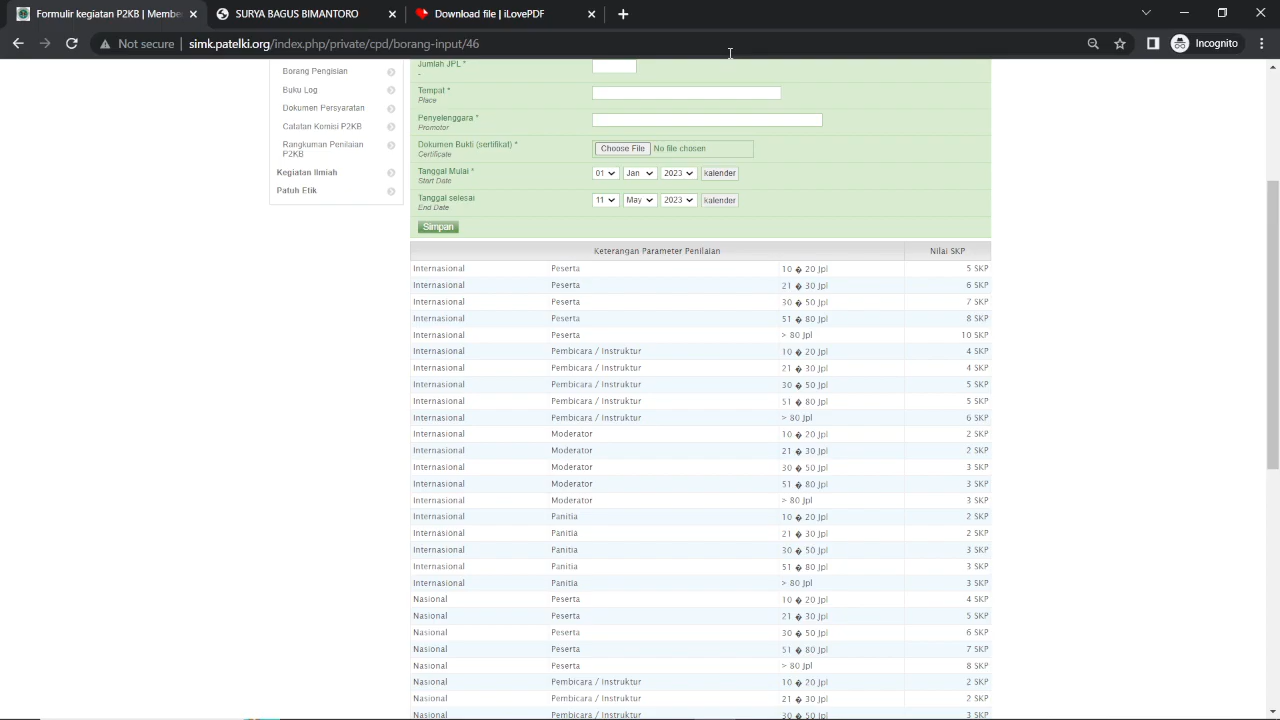 Formulir kegiatan P2KB | Membe
SURYA BAGUS BIMANTORO
Download file | iLovePDF
Not secure
simk.patelki.org/index.php/private/cpd/borang-input/46
Incognito
Borang Pengisian
Buku Log
Dokumen Persyaratan
Catatan Komisi P2KB
Rangkuman Penilaian
P2KB
Kegiatan Ilmiah
Patuh Etik
Jumlah JPL *
-
Tempat *
Place
Penyelenggara *
Promotor
Dokumen Bukti (sertifikat) *
Certificate
Choose File No file chosen
Tanggal Mulai *
Start Date
01 Jan 2023 kalender
Tanggal selesai
End Date
11 May 2023 kalender
Simpan
Keterangan Parameter Penilaian Nilai SKP
Internasional Peserta 10 � 20 Jpl 5 SKP
Internasional Peserta 21 � 30 Jpl 6 SKP
Internasional Peserta 30 � 50 Jpl 7 SKP
Internasional Peserta 51 � 80 Jpl 8 SKP
Internasional Peserta > 80 Jpl 10 SKP
Internasional Pembicara / Instruktur 10 � 20 Jpl 4 SKP
Internasional Pembicara / Instruktur 21 � 30 Jpl 4 SKP
Internasional Pembicara / Instruktur 30 � 50 Jpl 5 SKP
Internasional Pembicara / Instruktur 51 � 80 Jpl 5 SKP
Internasional Pembicara / Instruktur > 80 Jpl 6 SKP
Internasional Moderator 10 � 20 Jpl 2 SKP
Internasional Moderator 21 � 30 Jpl 2 SKP
Internasional Moderator 30 � 50 Jpl 3 SKP
Internasional Moderator 51 � 80 Jpl 3 SKP
Internasional Moderator > 80 Jpl 3 SKP
Internasional Panitia 10 � 20 Jpl 2 SKP
Internasional Panitia 21 � 30 Jpl 2 SKP
Internasional Panitia 30 � 50 Jpl 3 SKP
Internasional Panitia 51 � 80 Jpl 3 SKP
Internasional Panitia > 80 Jpl 3 SKP
Nasional Peserta 10 � 20 Jpl 4 SKP
Nasional Peserta 21 � 30 Jpl 5 SKP
Nasional Peserta 30 � 50 Jpl 6 SKP
Nasional Peserta 51 � 80 Jpl 7 SKP
Nasional Peserta > 80 Jpl 8 SKP
Nasional Pembicara / Instruktur 10 � 20 Jpl 2 SKP
Nasional Pembicara / Instruktur 21 � 30 Jpl 2 SKP
Nasional Pembicara / Instruktur 30 � 50 Jpl 3 SKP